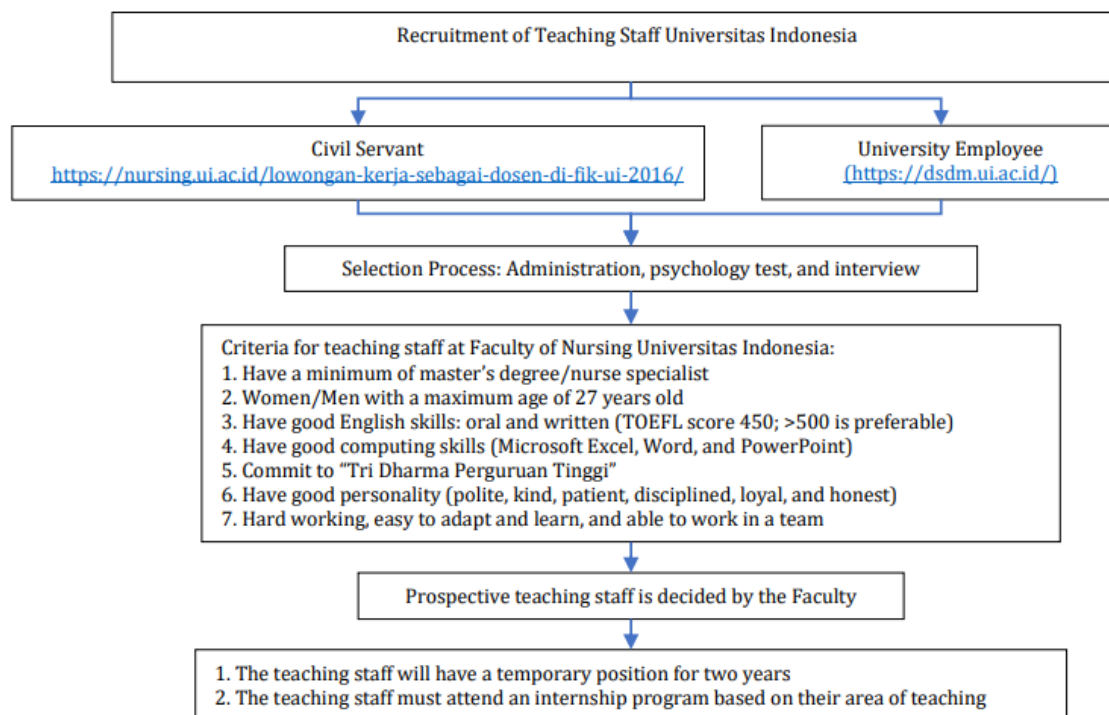 Recruitment of Teaching Staff Universitas Indonesia
Civil Servant
https://nursing.ui.ac.id/lowongan-kerja-sebagai-dosen-di-fik-ui-2016/
University Employee
(https://dsdm.ui.ac.id/)
Selection Process: Administration, psychology test, and interview
Criteria for teaching staff at Faculty of Nursing Universitas Indonesia:
1. Have a minimum of master's degree/nurse specialist
2. Women/Men with a maximum age of 27 years old
3. Have good English skills: oral and written (TOEFL score 450; >500 is preferable)
4. Have good computing skills (Microsoft Excel, Word, and PowerPoint)
5. Commit to “Tri Dharma Perguruan Tinggi”
6. Have good personality (polite, kind, patient, disciplined, loyal, and honest)
7. Hard working, easy to adapt and learn, and able to work in a team
Prospective teaching staff is decided by the Faculty
1. The teaching staff will have a temporary position for two years
2. The teaching staff must attend an internship program based on their area of teaching